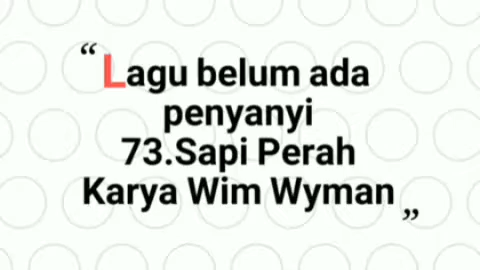 “ Lagu belum ada
penyanyi
73.Sapi Perah
Karya Wim Wyman ”